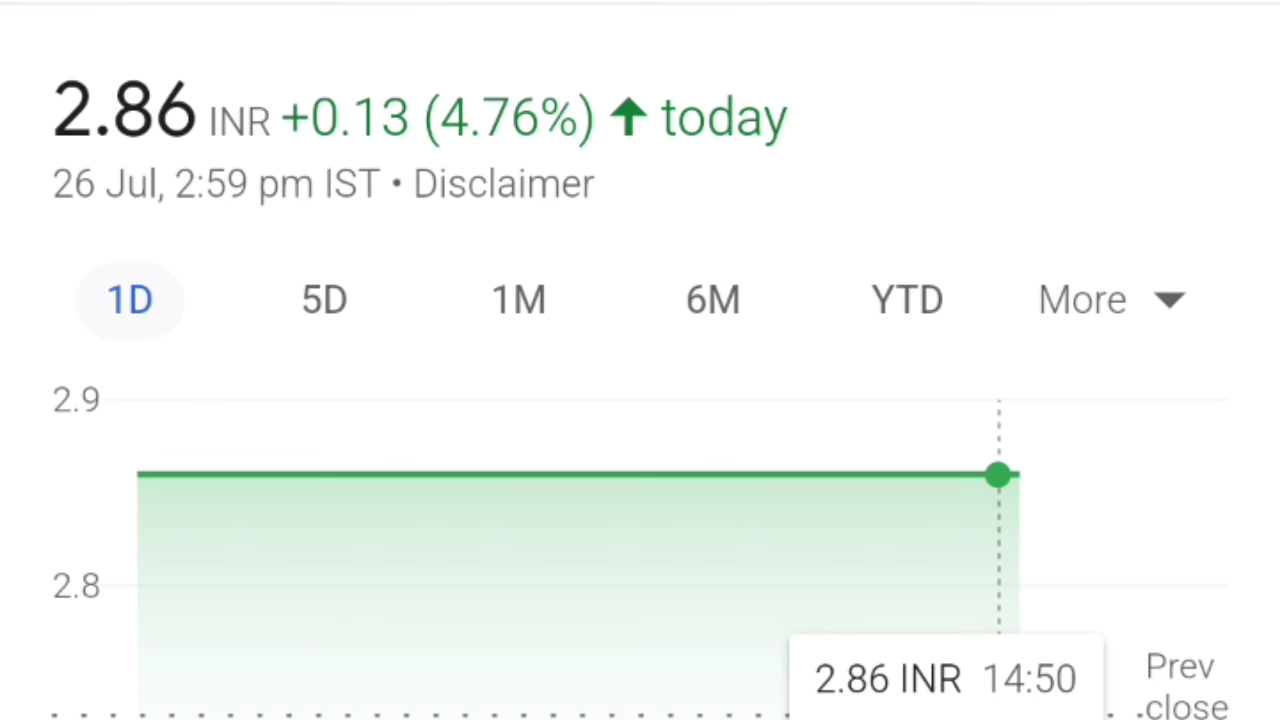 2.86 INR +0.13 (4.76%) ↑ today
26 Jul, 2:59 pm IST • Disclaimer
1D 5D 1M 6M YTD More
2.9
2.8
2.86 INR 14:50
Prev
close